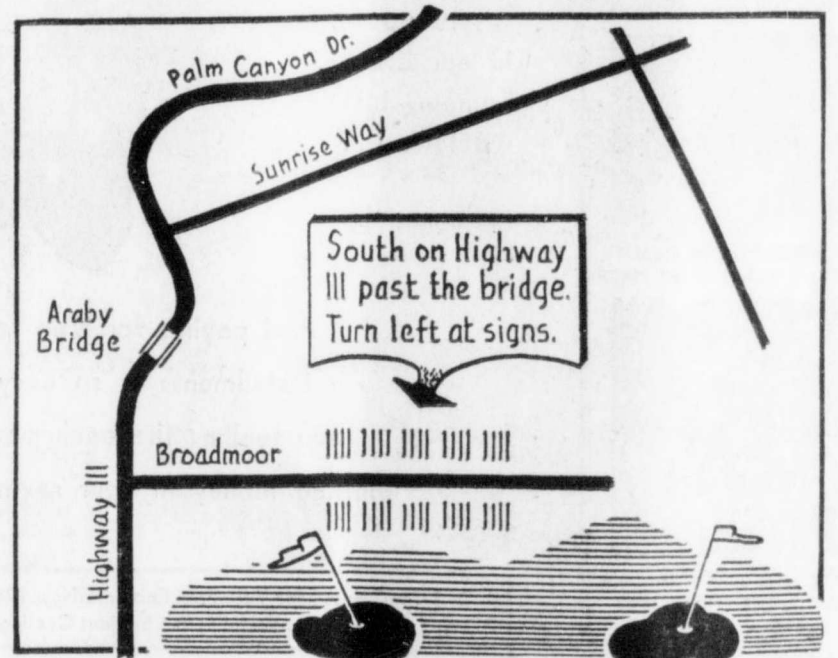 Palm Canyon Dr.
Sunrise Way
South on Highway
111 past the bridge.
Turn left at signs.
Araby
Bridge
Broadmoor
Highway 111